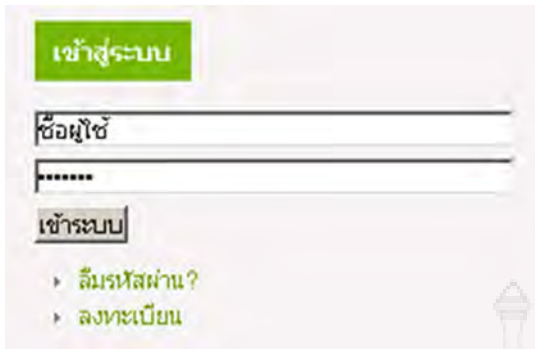 เข้าสู่ระบบ
ชื่อผู้ใช้
•••••••
เข้าระบบ
ลืมรหัสผ่าน?
ลงทะเบียน